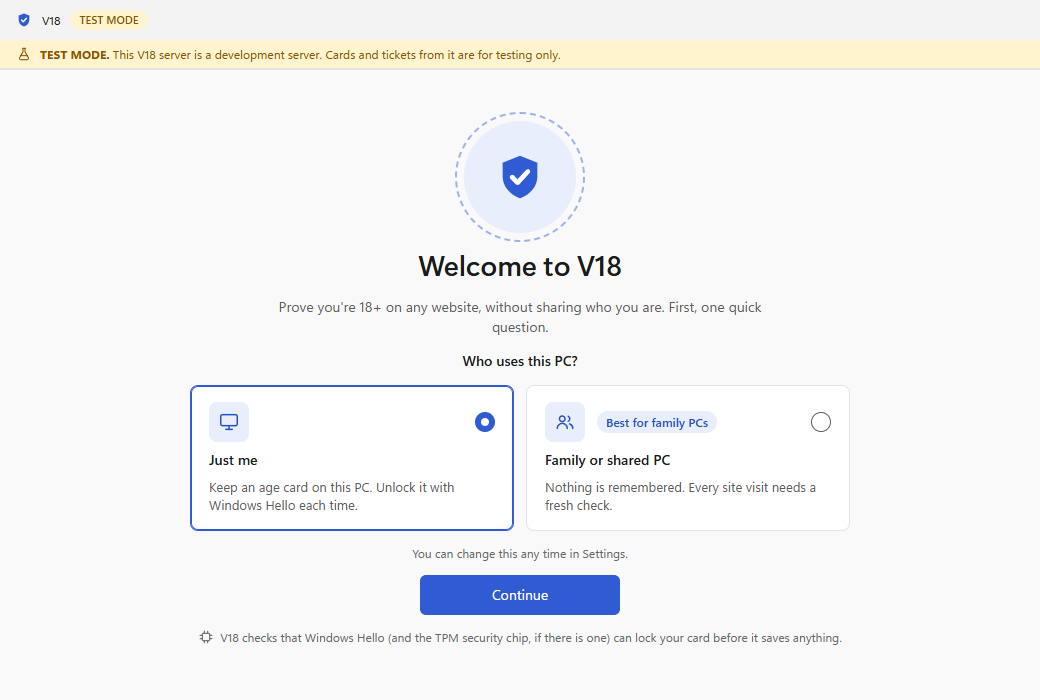 V18 TEST MODE
TEST MODE. This V18 server is a development server. Cards and tickets from it are for testing only.
Welcome to V18
Prove you're 18+ on any website, without sharing who you are. First, one quick
question.
Who uses this PC?
Just me
Keep an age card on this PC. Unlock it with
Windows Hello each time.
Best for family PCs
Family or shared PC
Nothing is remembered. Every site visit needs a
fresh check.
You can change this any time in Settings.
Continue
V18 checks that Windows Hello (and the TPM security chip, if there is one) can lock your card before it saves anything.